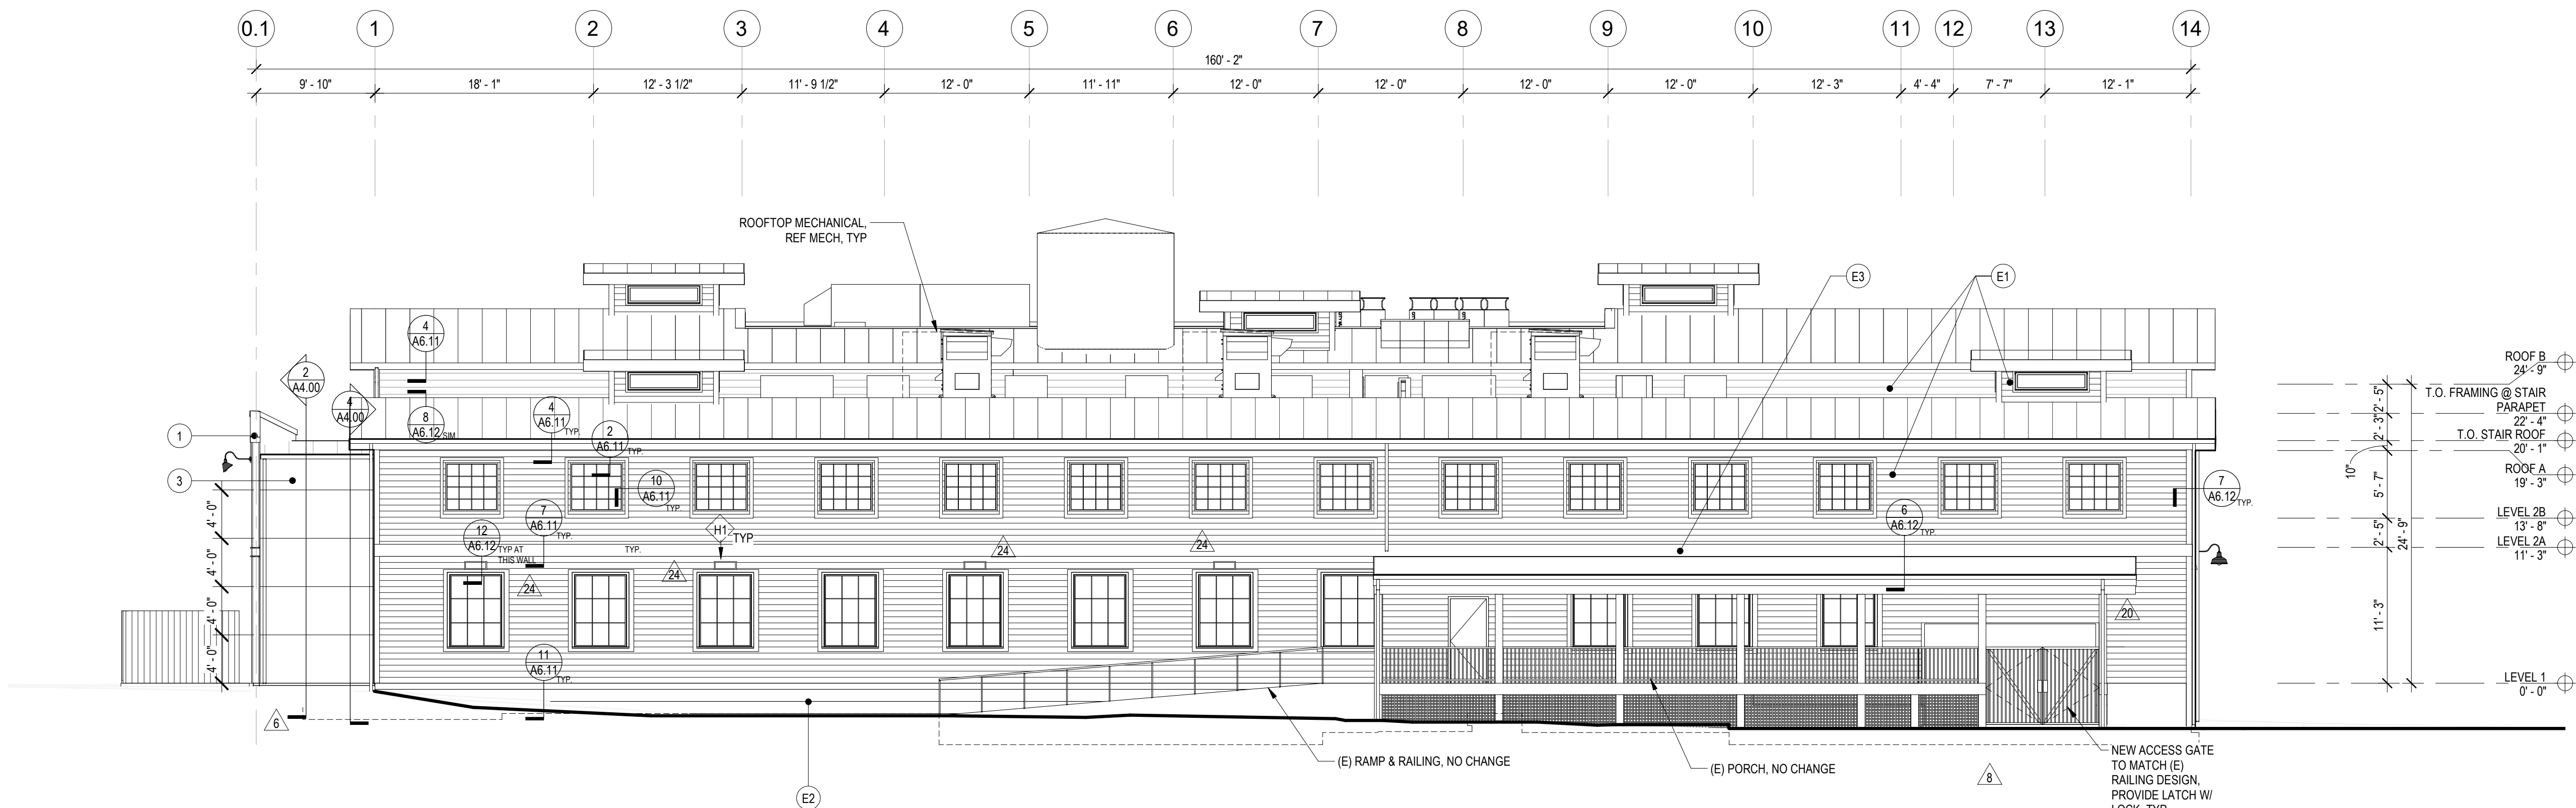 0.1 1 2 3 4 5 6 7 8 9 10 11 12 13 14
160' - 2"
9' - 10" 18' - 1" 12' - 3 1/2" 11' - 9 1/2" 12' - 0" 11' - 11" 12' - 0" 12' - 0" 12' - 0" 12' - 0" 12' - 3" 4' - 4" 7' - 7" 12' - 1"
ROOFTOP MECHANICAL,
REF MECH, TYP
E3
E1
4
A6.11
2
A4.00
4
A4.00
8
A6.12 SIM
4
A6.11 TYP.
2
A6.11 TYP.
10
A6.11
TYP.
7
A6.11
TYP.
12
A6.12 TYP AT
THIS WALL
TYP.
H1 TYP
11
A6.11
TYP.
6
A6.12 TYP.
7
A6.12 TYP.
1
3
4' - 0"
4' - 0"
4' - 0"
4' - 0"
24
24
24
24
20
6
8
E2
(E) RAMP & RAILING, NO CHANGE
(E) PORCH, NO CHANGE
NEW ACCESS GATE
TO MATCH (E)
RAILING DESIGN,
PROVIDE LATCH W/
LOCK, TYP
2' - 5"
2' - 3"
10"
5' - 7"
2' - 5"
11' - 3"
24' - 9"
ROOF B
24' - 9"
T.O. FRAMING @ STAIR
PARAPET
22' - 4"
T.O. STAIR ROOF
20' - 1"
ROOF A
19' - 3"
LEVEL 2B
13' - 8"
LEVEL 2A
11' - 3"
LEVEL 1
0' - 0"